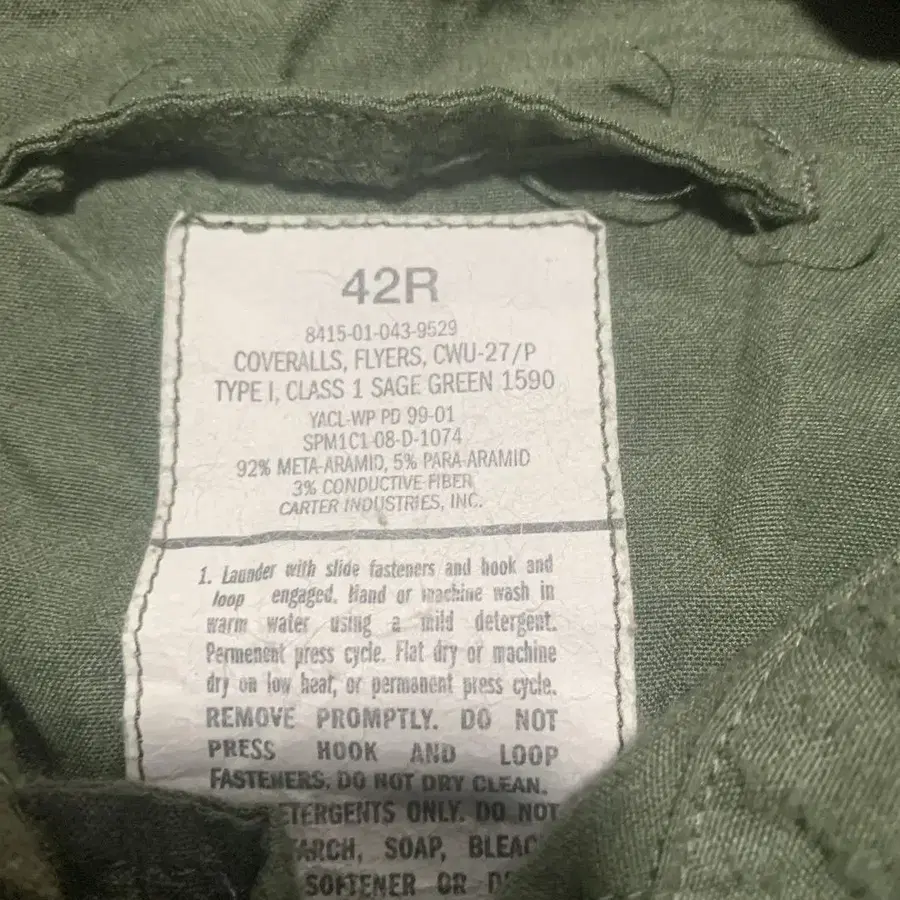 42R
8415-01-043-9529
COVERALLS, FLYERS, CWU-27/P
TYPE I, CLASS 1 SAGE GREEN 1590
YACL-WP PD 99-01
SPM1C1-08-D-1074
92% META-ARAMID, 5% PARA-ARAMID
3% CONDUCTIVE FIBER
CARTER INDUSTRIES, INC.
1. Launder with slide fasteners and hook and
loop engaged. Hand or machine wash in
warm water using a mild detergent.
Permenent press cycle. Flat dry or machine
dry on low heat, or permanent press cycle.
REMOVE PROMPTLY. DO NOT
PRESS HOOK AND LOOP
FASTENERS. DO NOT DRY CLEAN.
ETERGENTS ONLY. DO NOT
ARCH, SOAP, BLEAC
SOFTENER OR D